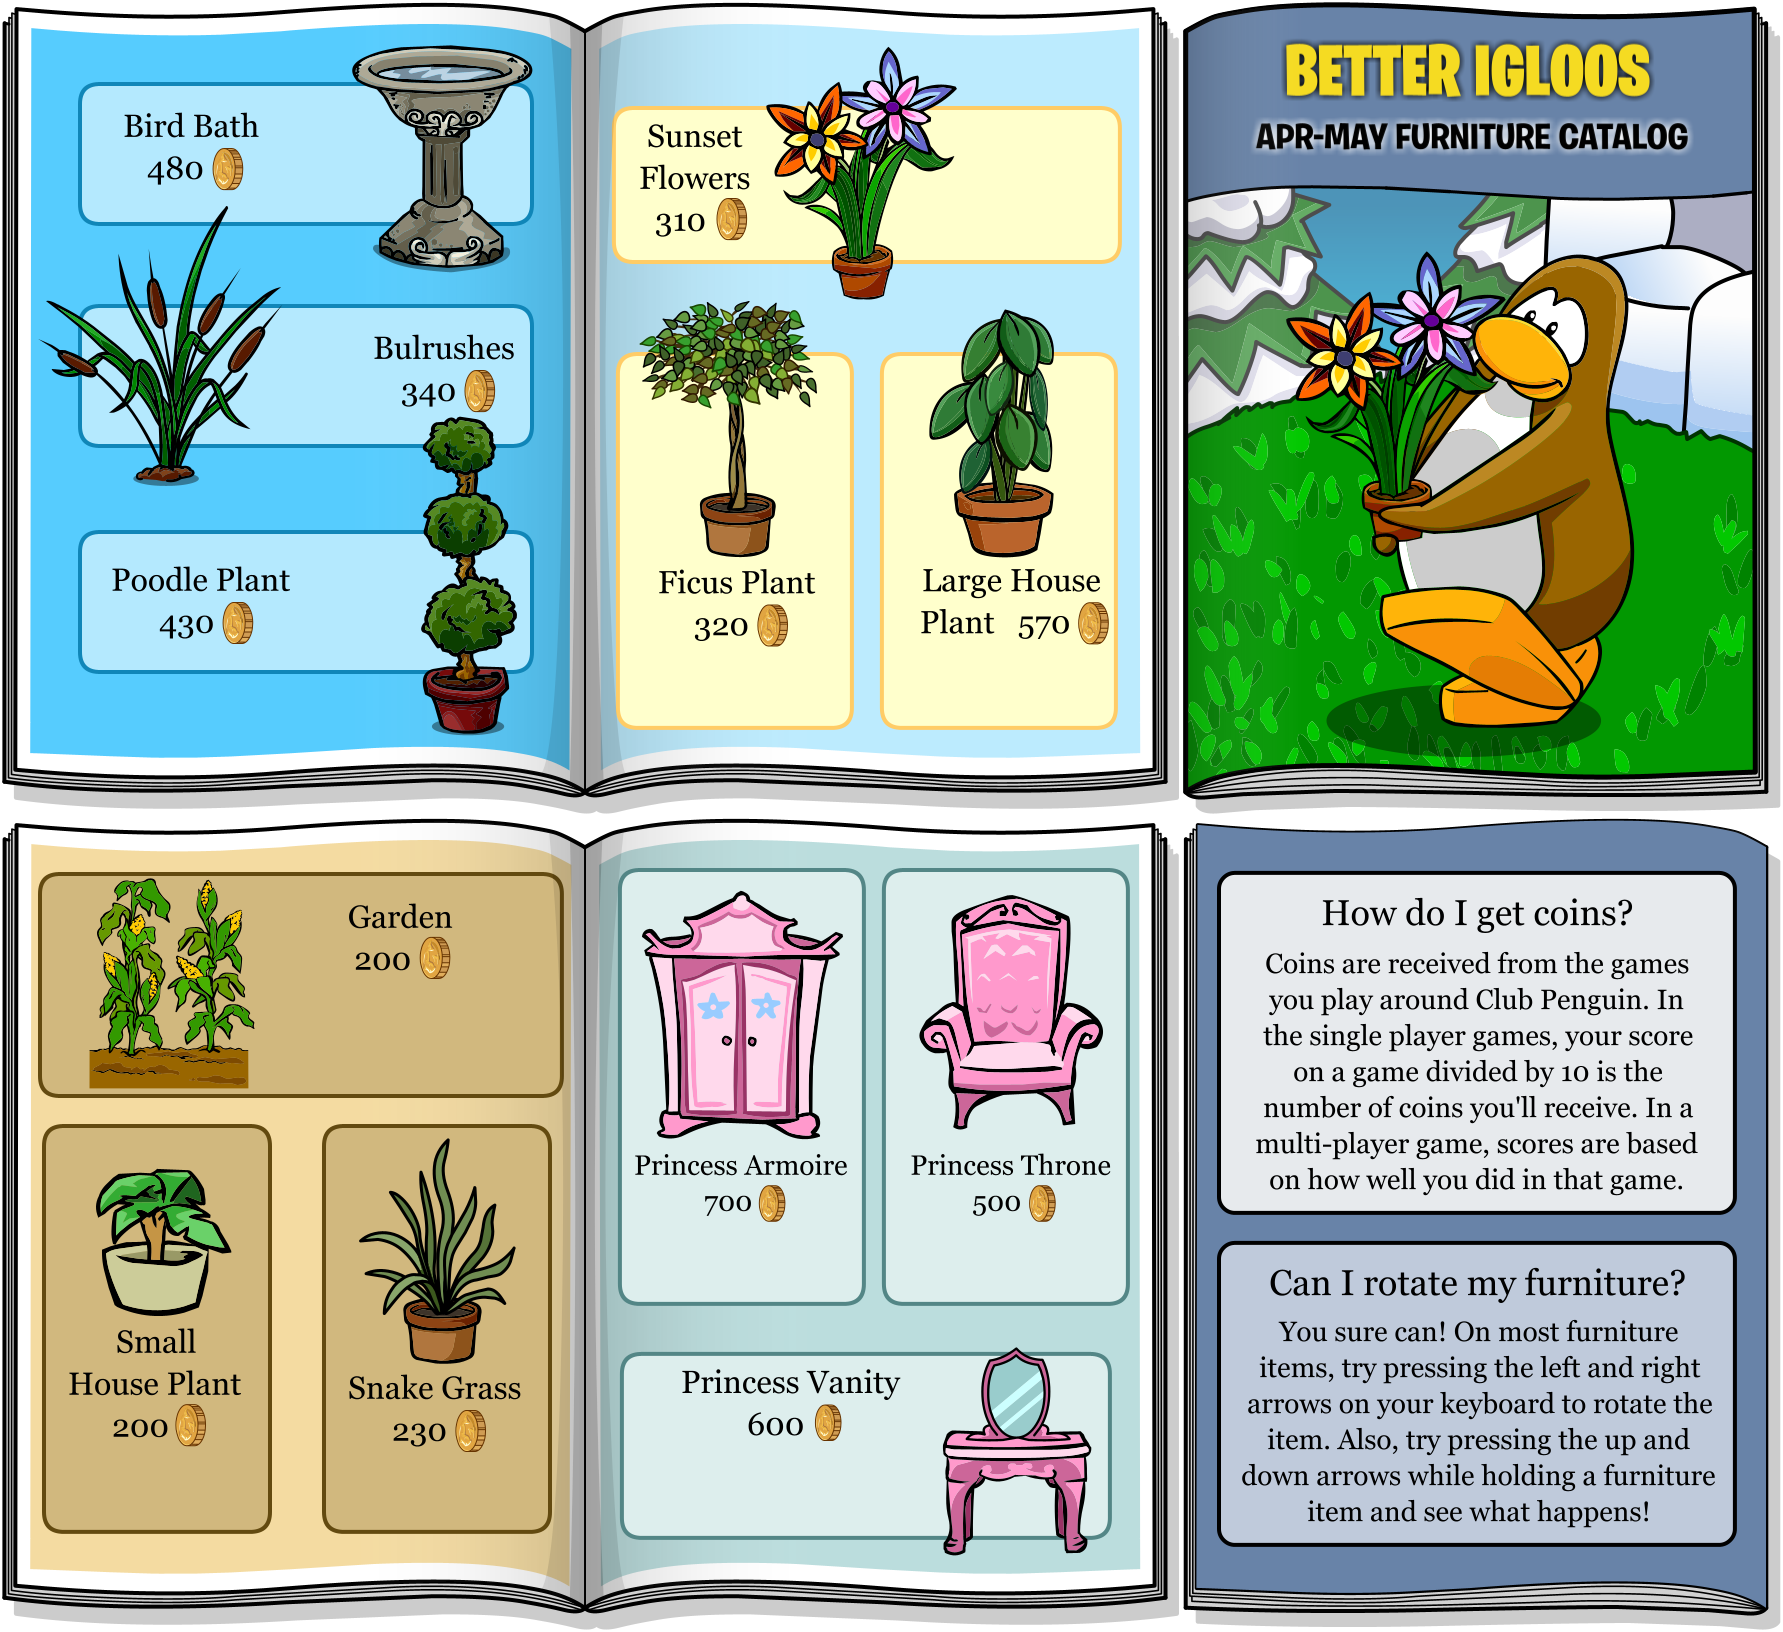 Bird Bath
480
Bulrushes
340
Poodle Plant
430
Sunset
Flowers
310
Ficus Plant
320
Large House
Plant 570
BETTER IGLOOS
APR-MAY FURNITURE CATALOG
Garden
200
Small
House Plant
200
Snake Grass
230
Princess Armoire
700
Princess Throne
500
Princess Vanity
600
How do I get coins?
Coins are received from the games
you play around Club Penguin. In
the single player games, your score
on a game divided by 10 is the
number of coins you'll receive. In a
multi-player game, scores are based
on how well you did in that game.
Can I rotate my furniture?
You sure can! On most furniture
items, try pressing the left and right
arrows on your keyboard to rotate the
item. Also, try pressing the up and
down arrows while holding a furniture
item and see what happens!